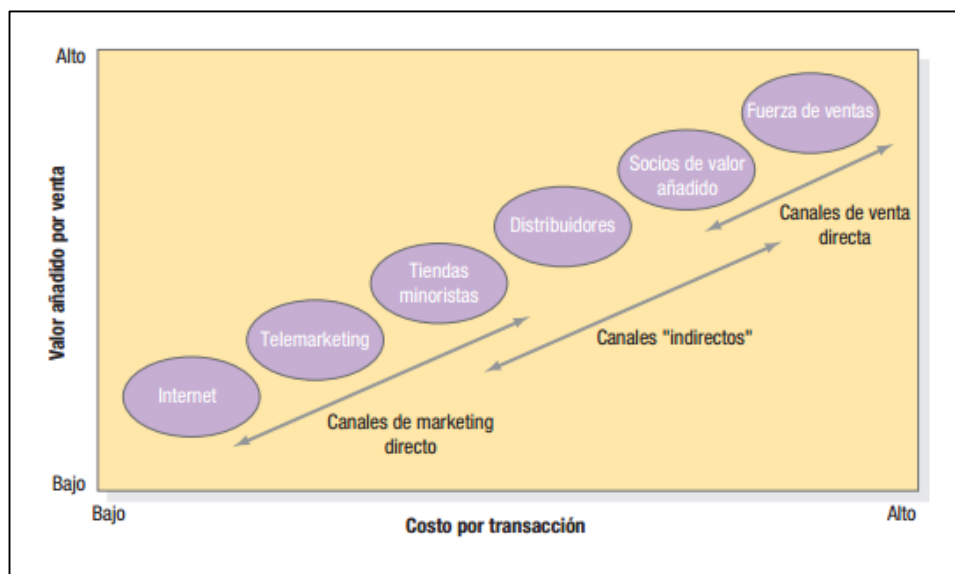 Alto
Fuerza de ventas
Socios de valor
añadido
Canales de venta
directa
Distribuidores
Tiendas
minoristas
Canales "indirectos"
Telemarketing
Internet
Canales de marketing
directo
Valor añadido por venta
Bajo
Bajo
Costo por transacción
Alto